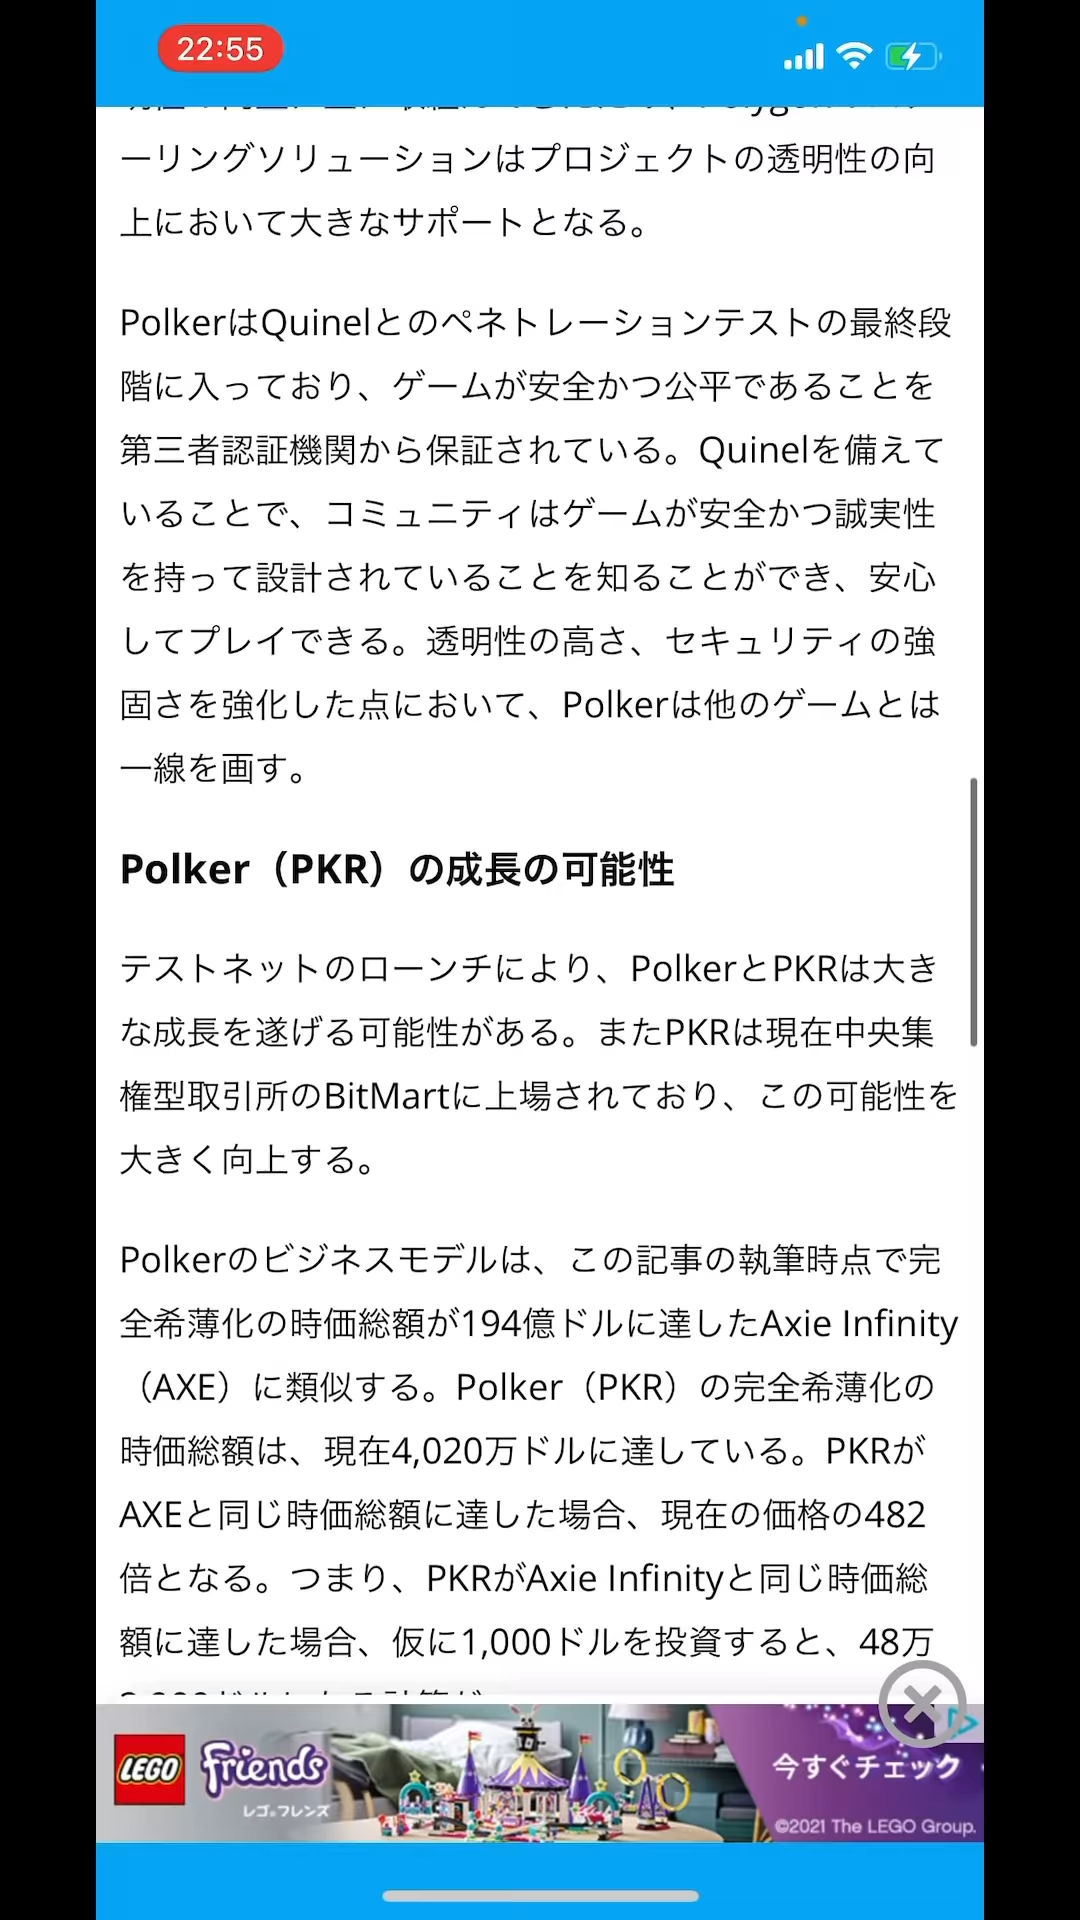 22:55
ーリングソリューションはプロジェクトの透明性の向
上において大きなサポートとなる。
PolkerはQuinelとのペネトレーションテストの最終段
階に入っており、ゲームが安全かつ公平であることを
第三者認証機関から保証されている。Quinelを備えて
いることで、コミュニティはゲームが安全かつ誠実性
を持って設計されていることを知ることができ、安心
してプレイできる。透明性の高さ、セキュリティの強
固さを強化した点において、Polkerは他のゲームとは
一線を画す。
Polker（PKR）の成長の可能性
テストネットのローンチにより、PolkerとPKRは大き
な成長を遂げる可能性がある。またPKRは現在中央集
権型取引所のBitMartに上場されており、この可能性を
大きく向上する。
Polkerのビジネスモデルは、この記事の執筆時点で完
全希薄化の時価総額が194億ドルに達したAxie Infinity
（AXE）に類似する。Polker（PKR）の完全希薄化の
時価総額は、現在4,020万ドルに達している。PKRが
AXEと同じ時価総額に達した場合、現在の価格の482
倍となる。つまり、PKRがAxie Infinityと同じ時価総
額に達した場合、仮に1,000ドルを投資すると、48万
LEGO friends
レゴ®フレンズ
今すぐチェック
©2021 The LEGO Group.